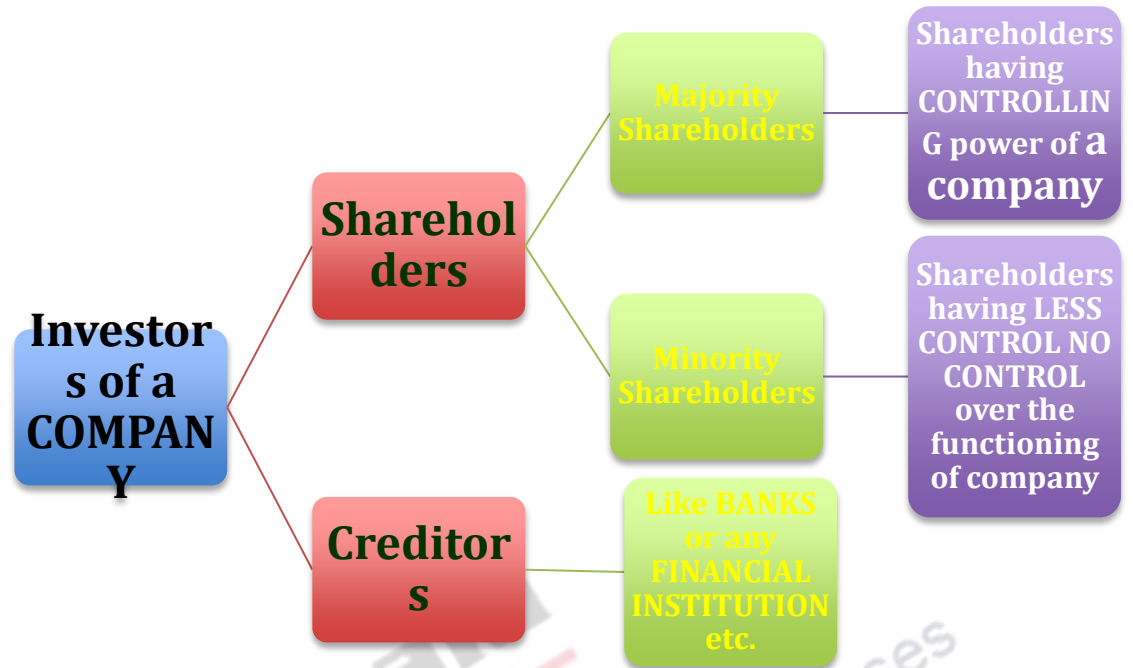 Investor
s of a
COMPAN
Y
Sharehol
ders
Majority
Shareholders
Shareholders
having
CONTROLLIN
G power of a
company
Minority
Shareholders
Shareholders
having LESS
CONTROL NO
CONTROL
over the
functioning
of company
Creditor
s
Like BANKS
or any
FINANCIAL
INSTITUTION
etc.